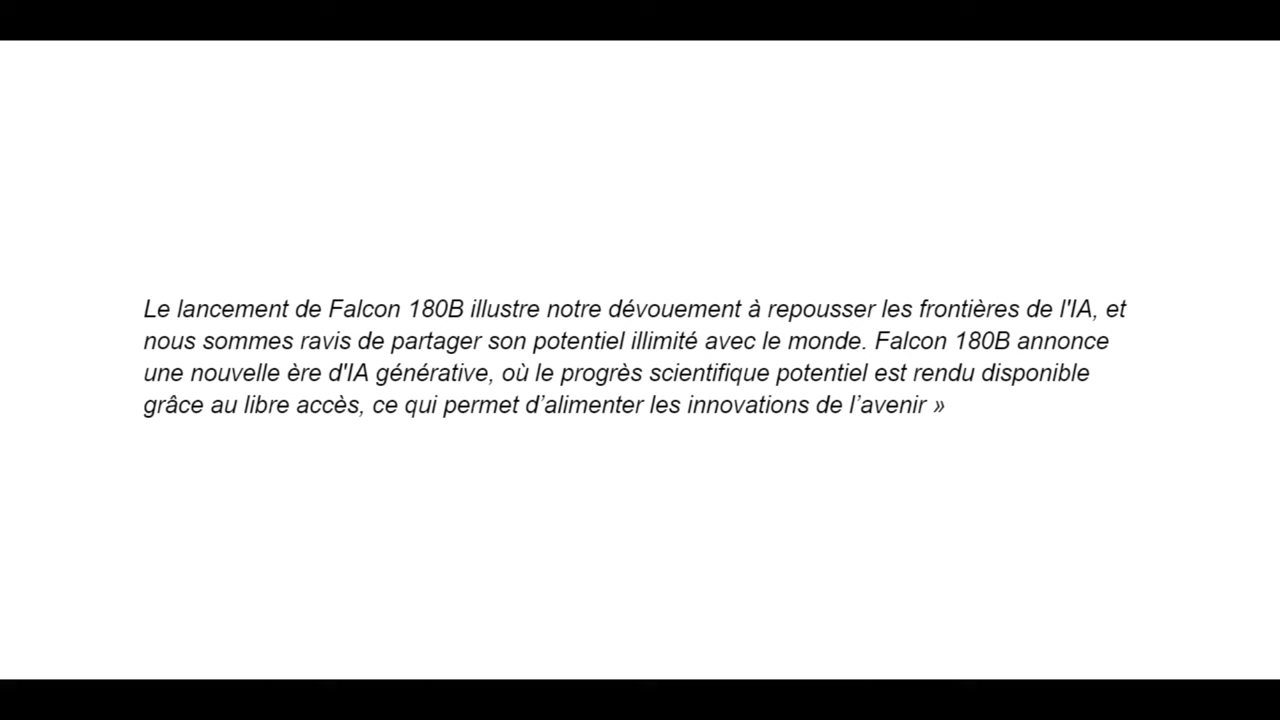 Le lancement de Falcon 180B illustre notre dévouement à repousser les frontières de l'IA, et
nous sommes ravis de partager son potentiel illimité avec le monde. Falcon 180B annonce
une nouvelle ère d'IA générative, où le progrès scientifique potentiel est rendu disponible
grâce au libre accès, ce qui permet d’alimenter les innovations de l’avenir »